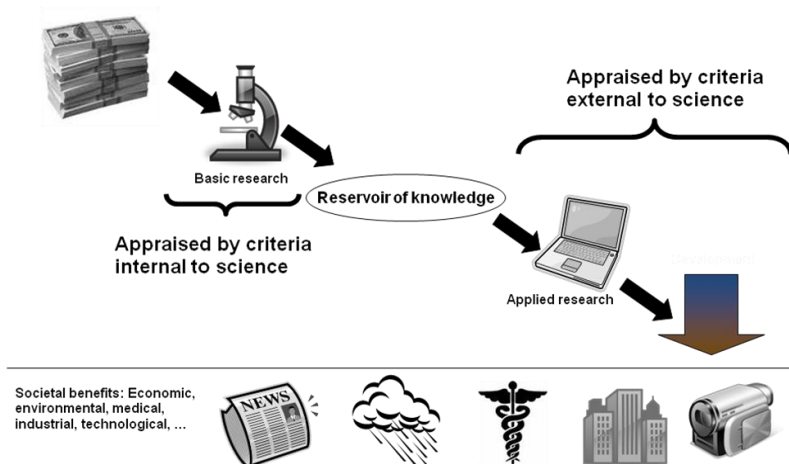 Appraised by criteria
external to science
Basic research
Reservoir of knowledge
Appraised by criteria
internal to science
Applied research
Development
Societal benefits: Economic,
environmental, medical,
industrial, technological, ...
NEWS